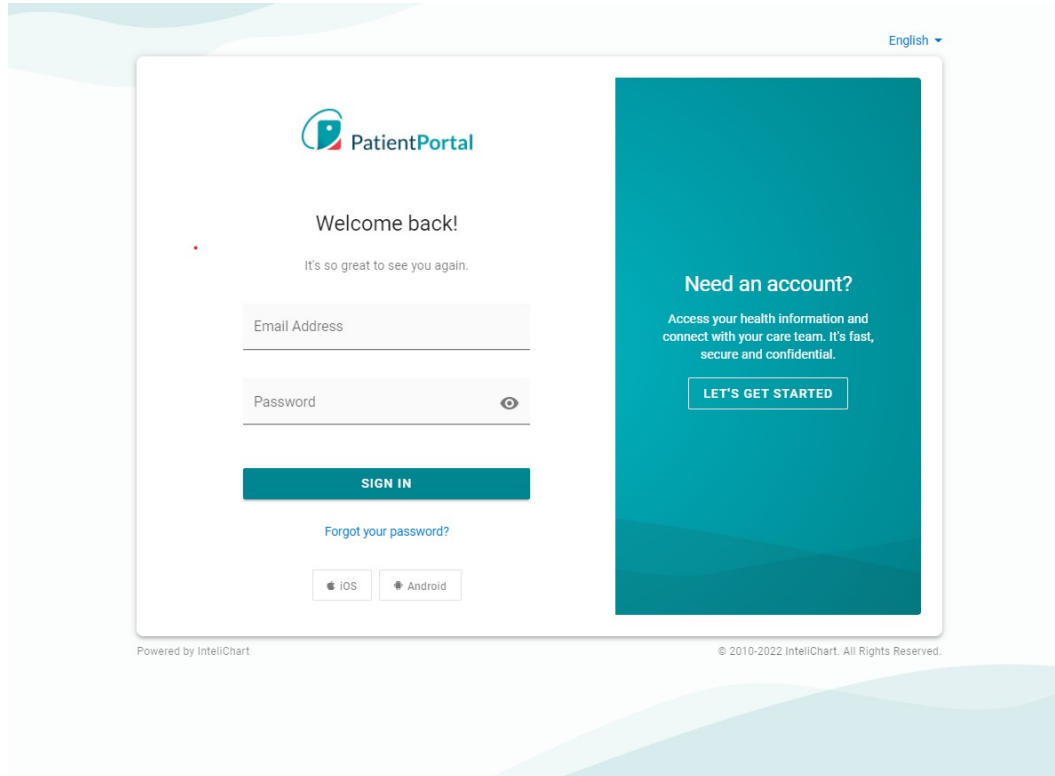 English
PatientPortal
Welcome back!
It's so great to see you again.
Email Address
Password
SIGN IN
Forgot your password?
iOS
Android
Need an account?
Access your health information and
connect with your care team. It's fast,
secure and confidential.
LET'S GET STARTED
Powered by InteliChart
© 2010-2022 InteliChart. All Rights Reserved.